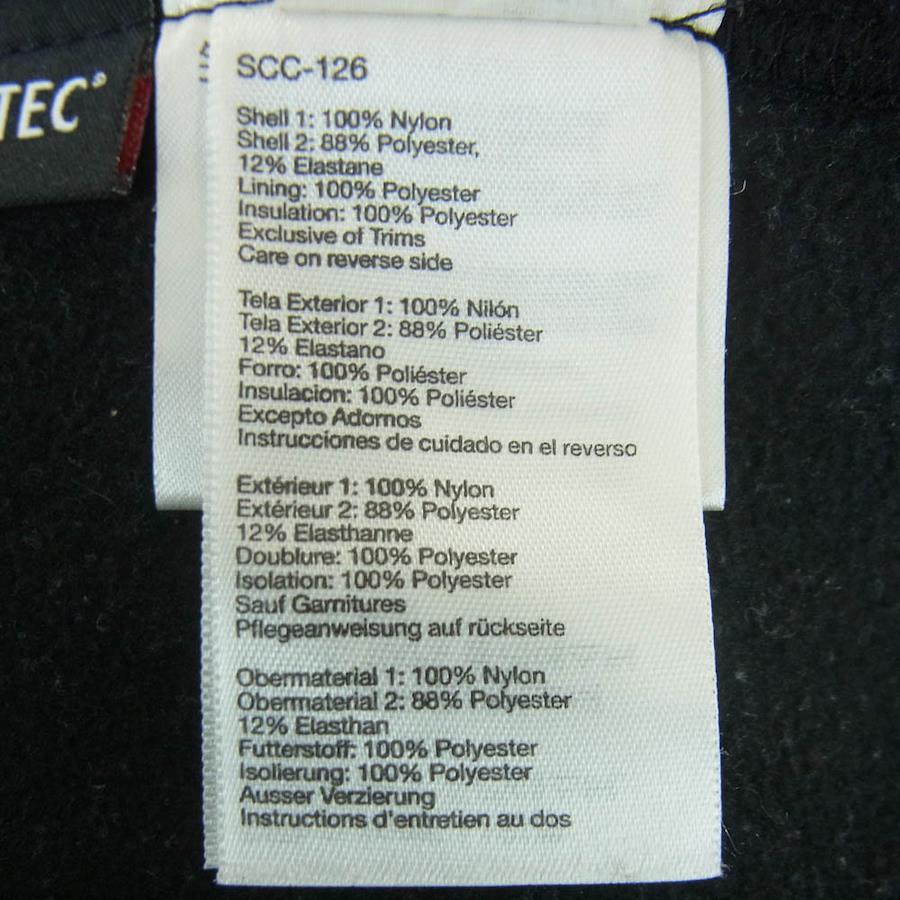 TEC
SCC-126
Shell 1: 100% Nylon
Shell 2: 88% Polyester,
12% Elastane
Lining: 100% Polyester
Insulation: 100% Polyester
Exclusive of Trims
Care on reverse side
Tela Exterior 1: 100% Nilón
Tela Exterior 2: 88% Poliéster
12% Elastano
Forro: 100% Poliéster
Insulacion: 100% Poliéster
Excepto Adornos
Instrucciones de cuidado en el reverso
Extérieur 1: 100% Nylon
Extérieur 2: 88% Polyester
12% Elasthanne
Doublure: 100% Polyester
Isolation: 100% Polyester
Sauf Garnitures
Pflegeanweisung auf rückseite
Obermaterial 1: 100% Nylon
Obermaterial 2: 88% Polyester
12% Elasthan
Futterstoff: 100% Polyester
Isolierung: 100% Polyester
Ausser Verzierung
Instructions d'entretien au dos